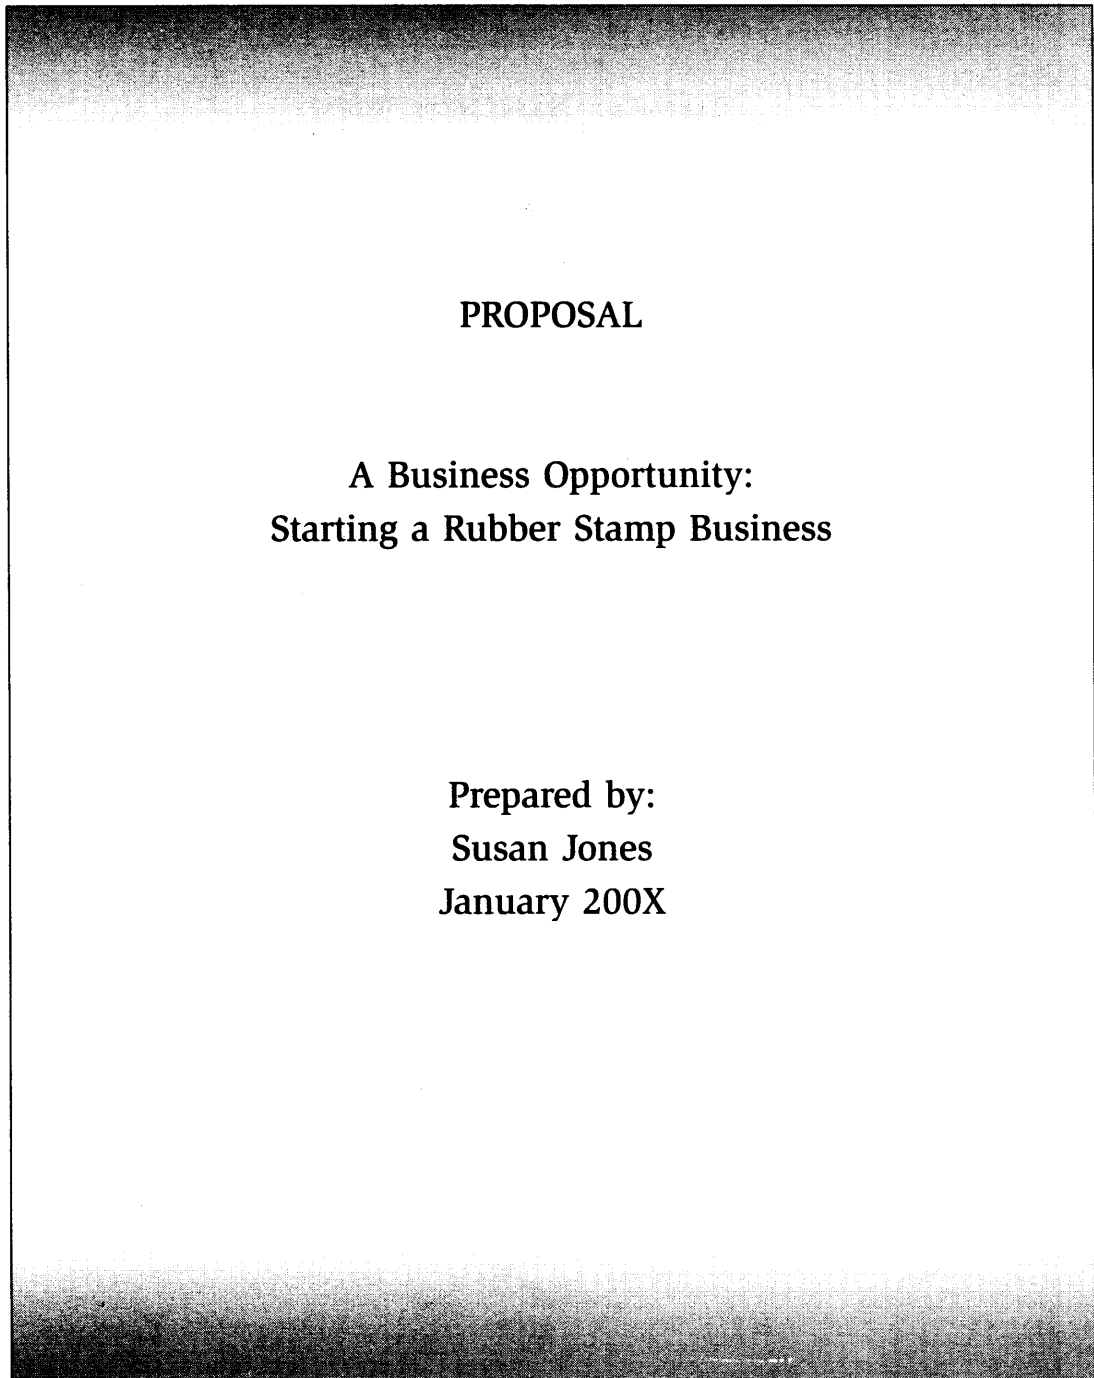 PROPOSAL
A Business Opportunity:
Starting a Rubber Stamp Business
Prepared by:
Susan Jones
January 200X